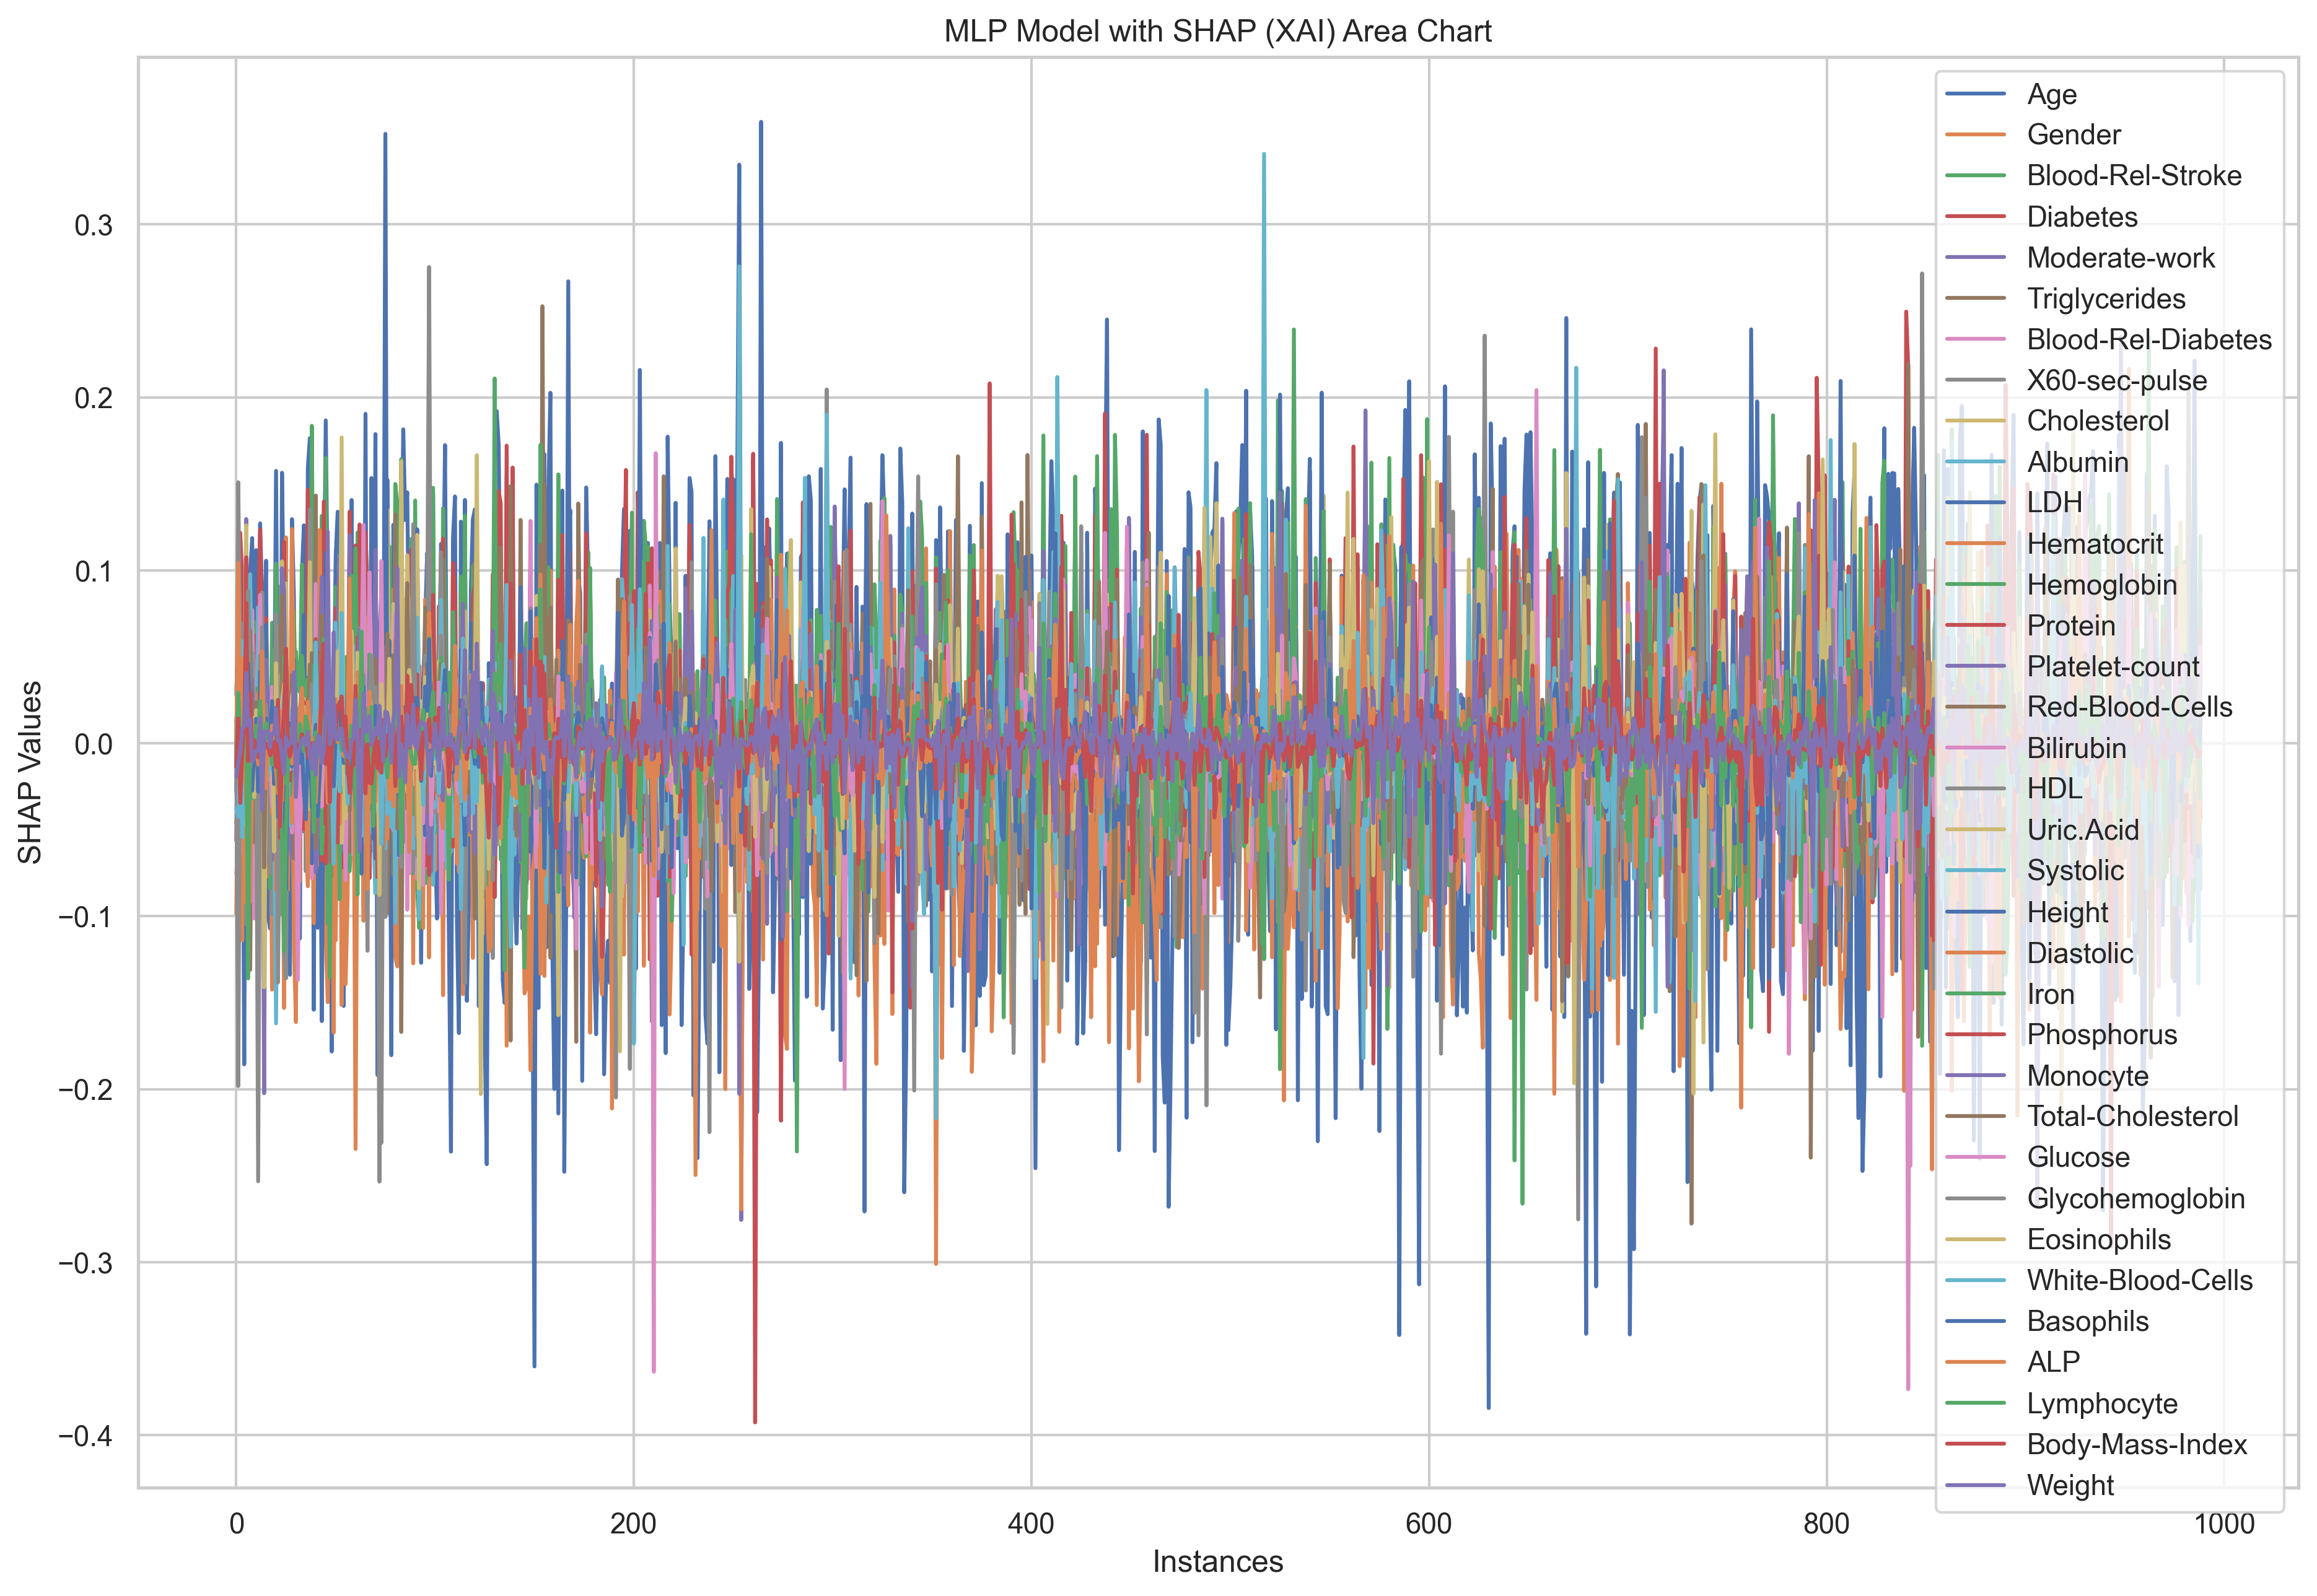 MLP Model with SHAP (XAI) Area Chart
SHAP Values
0.3
0.2
0.1
0.0
−0.1
−0.2
−0.3
−0.4
0
200
400
600
800
1000
Instances
Age
Gender
Blood-Rel-Stroke
Diabetes
Moderate-work
Triglycerides
Blood-Rel-Diabetes
X60-sec-pulse
Cholesterol
Albumin
LDH
Hematocrit
Hemoglobin
Protein
Platelet-count
Red-Blood-Cells
Bilirubin
HDL
Uric.Acid
Systolic
Height
Diastolic
Iron
Phosphorus
Monocyte
Total-Cholesterol
Glucose
Glycohemoglobin
Eosinophils
White-Blood-Cells
Basophils
ALP
Lymphocyte
Body-Mass-Index
Weight